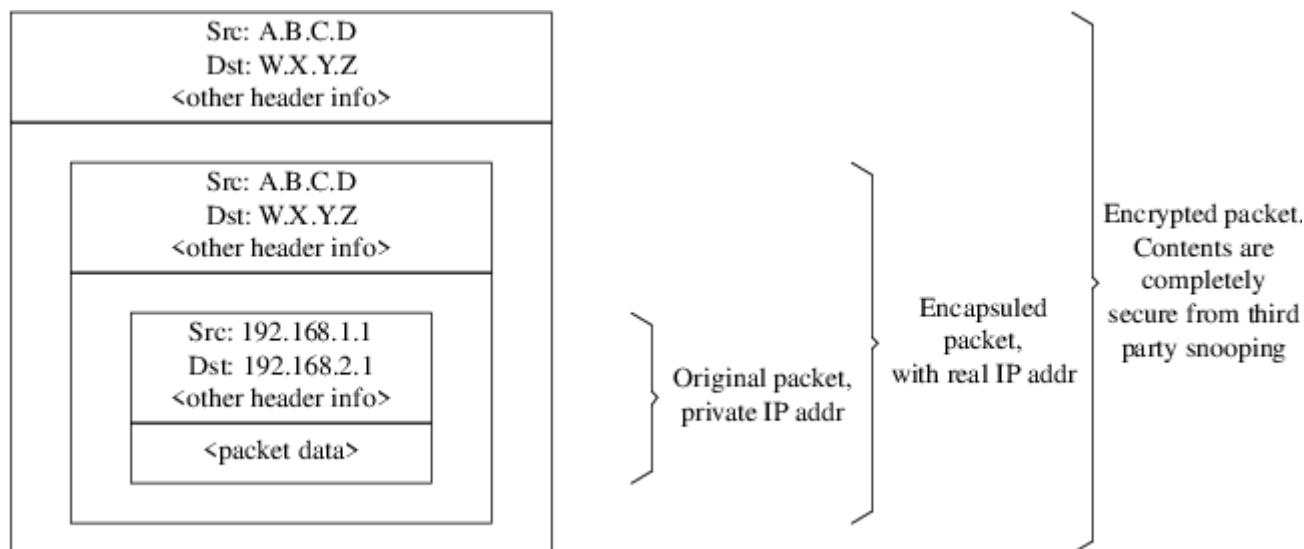 Src: A.B.C.D
Dst: W.X.Y.Z
<other header info>
Src: A.B.C.D
Dst: W.X.Y.Z
<other header info>
Src: 192.168.1.1
Dst: 192.168.2.1
<other header info>
<packet data>
Original packet,
private IP addr
Encapsuled
packet,
with real IP addr
Encrypted packet.
Contents are
completely
secure from third
party snooping